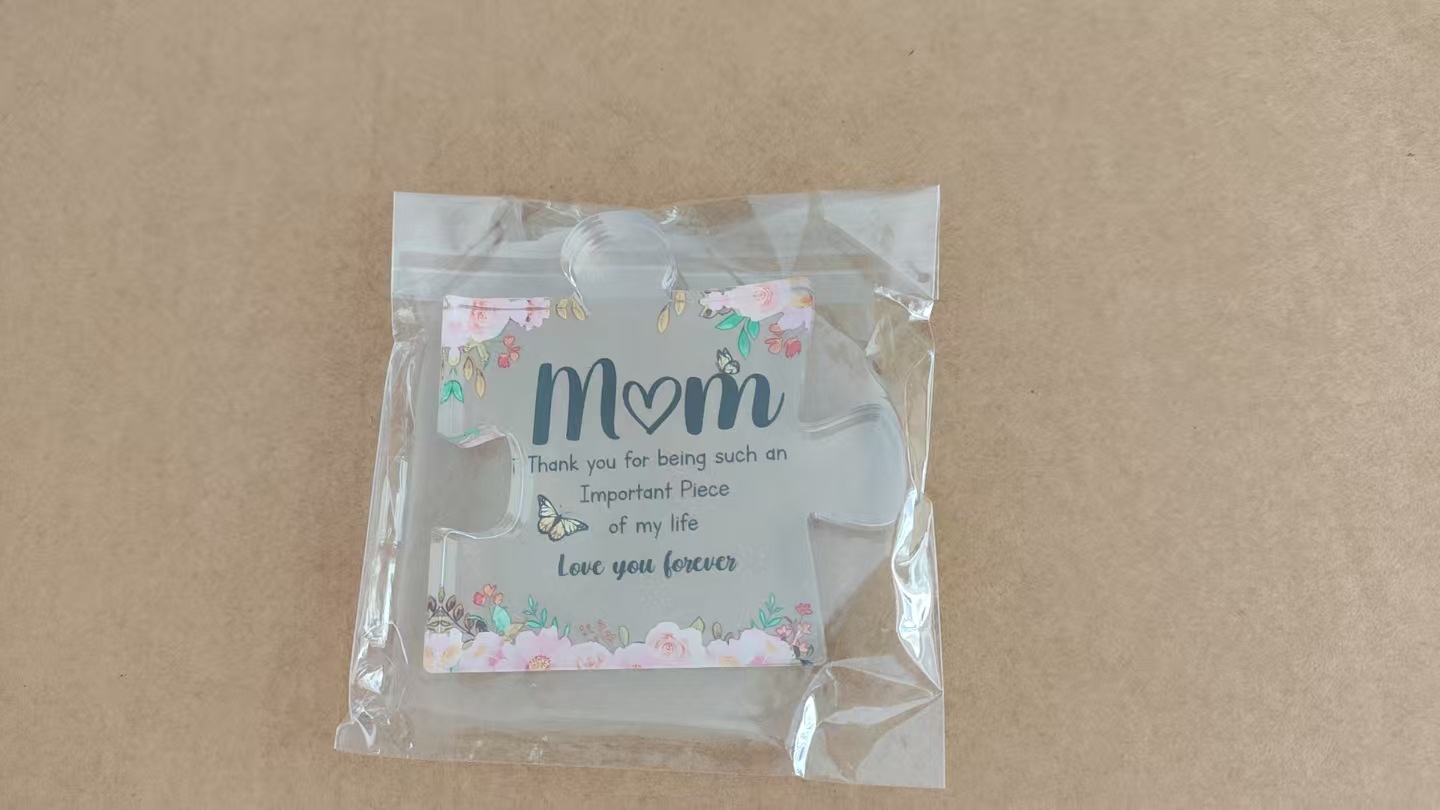 Mom
Thank you for being such an
Important Piece
of my life
Love you forever